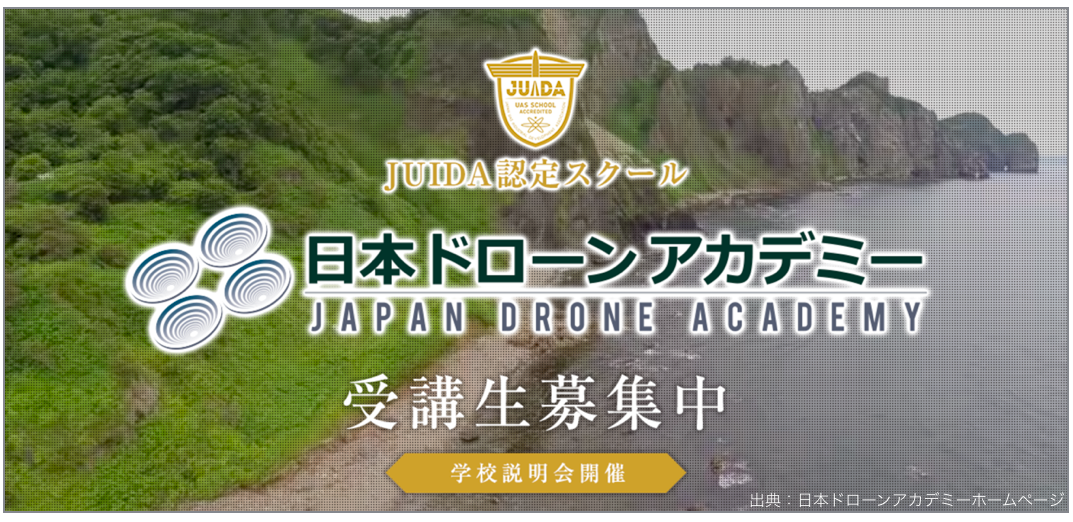 JUIDA
UAS SCHOOL
ACCREDITED
JUIDA認定スクール
日本ドローンアカデミー
JAPAN DRONE ACADEMY
受講生募集中
学校説明会開催
出典：日本ドローンアカデミーホームページ